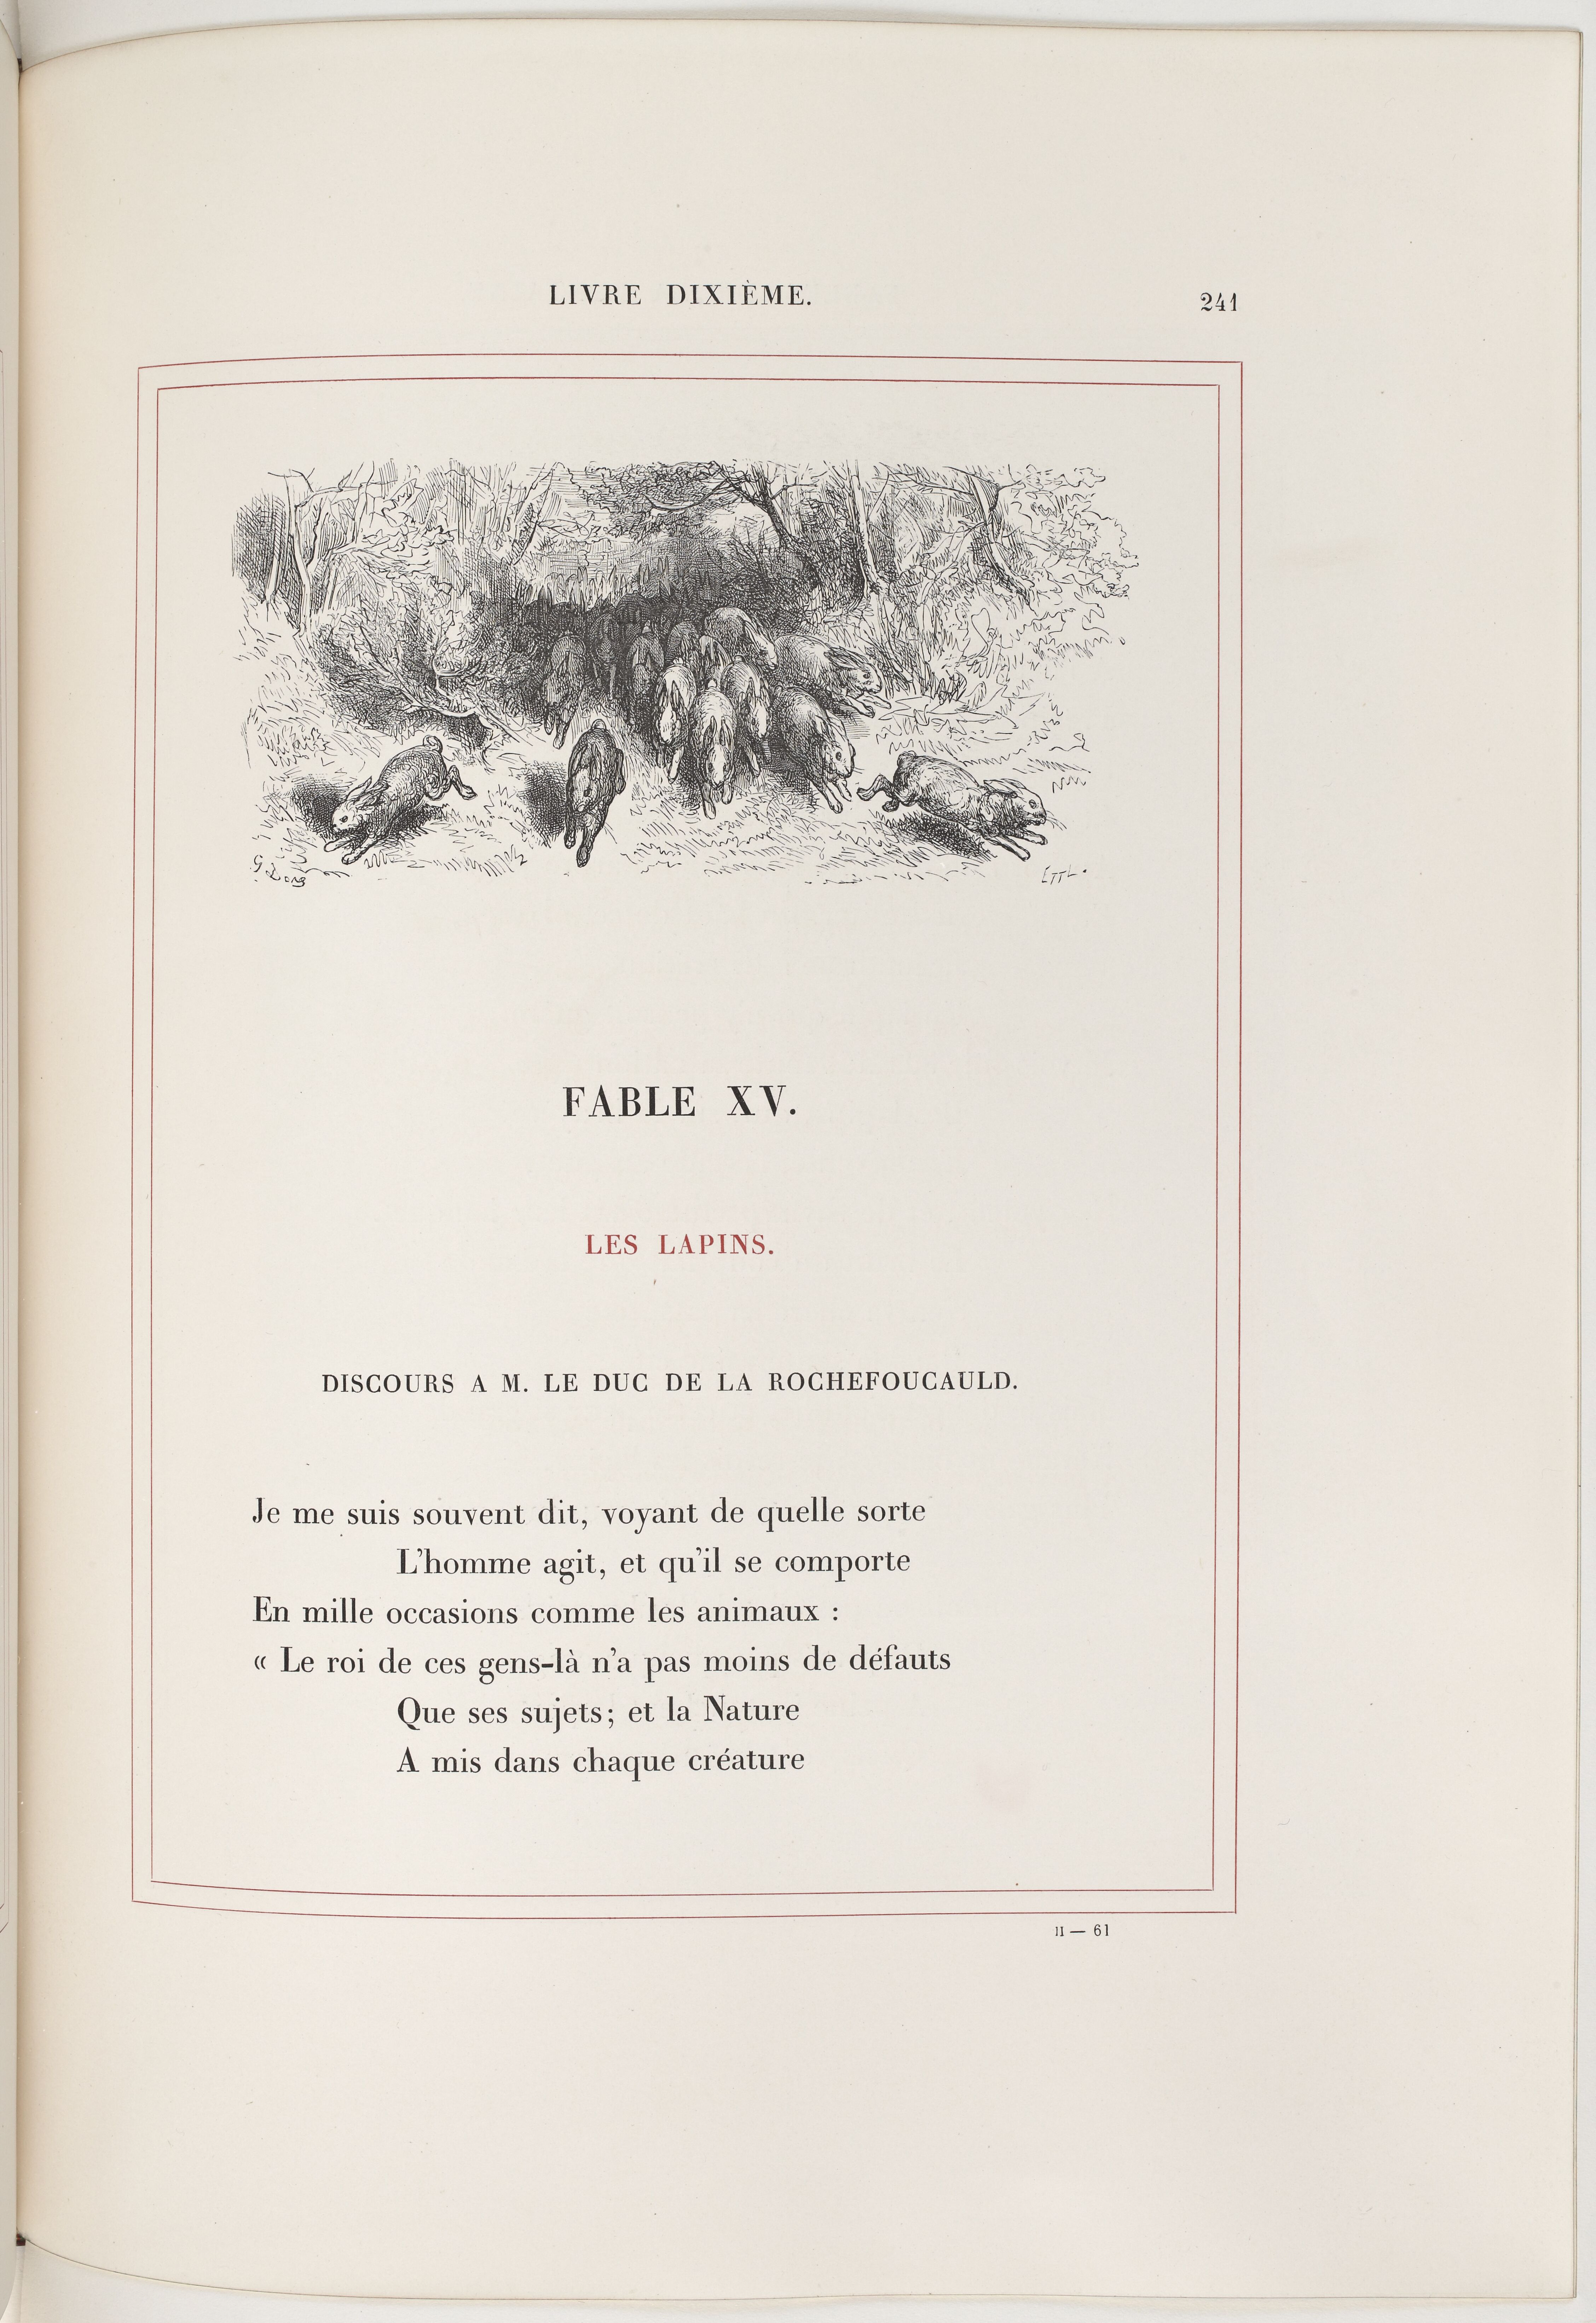 LIVRE DIXIÈME.
241
G. Doré
FABLE XV.
LES LAPINS.
DISCOURS A M. LE DUC DE LA ROCHEFOUCAULD.
Je me suis souvent dit, voyant de quelle sorte
L'homme agit, et qu'il se comporte
En mille occasions comme les animaux :
« Le roi de ces gens-là n'a pas moins de défauts
Que ses sujets; et la Nature
A mis dans chaque créature
II — 61